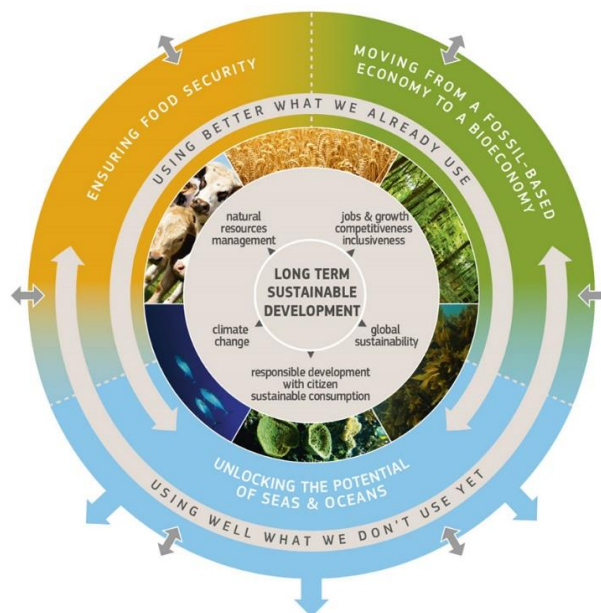 ENSURING FOOD SECURITY
MOVING FROM A FOSSIL-BASED
ECONOMY TO A BIOECONOMY
USING BETTER WHAT WE ALREADY USE
natural
resources
management
jobs & growth
competitiveness
inclusiveness
LONG TERM
SUSTAINABLE
DEVELOPMENT
climate
change
global
sustainability
responsible development
with citizen
sustainable consumption
UNLOCKING THE POTENTIAL
OF SEAS & OCEANS
USING WELL WHAT WE DON'T USE YET